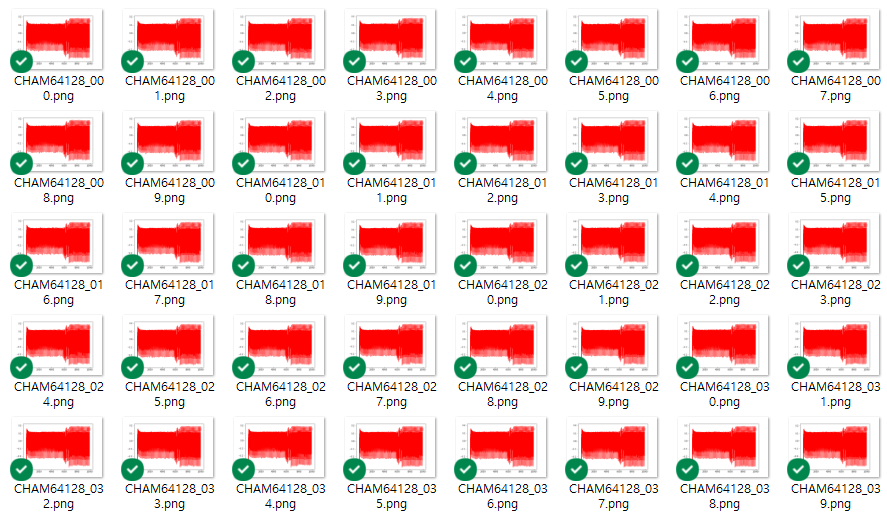 CHAM64128_00
0.png
CHAM64128_00
1.png
CHAM64128_00
2.png
CHAM64128_00
3.png
CHAM64128_00
4.png
CHAM64128_00
5.png
CHAM64128_00
6.png
CHAM64128_00
7.png
CHAM64128_00
8.png
CHAM64128_00
9.png
CHAM64128_01
0.png
CHAM64128_01
1.png
CHAM64128_01
2.png
CHAM64128_01
3.png
CHAM64128_01
4.png
CHAM64128_01
5.png
CHAM64128_01
6.png
CHAM64128_01
7.png
CHAM64128_01
8.png
CHAM64128_01
9.png
CHAM64128_02
0.png
CHAM64128_02
1.png
CHAM64128_02
2.png
CHAM64128_02
3.png
CHAM64128_02
4.png
CHAM64128_02
5.png
CHAM64128_02
6.png
CHAM64128_02
7.png
CHAM64128_02
8.png
CHAM64128_02
9.png
CHAM64128_03
0.png
CHAM64128_03
1.png
CHAM64128_03
2.png
CHAM64128_03
3.png
CHAM64128_03
4.png
CHAM64128_03
5.png
CHAM64128_03
6.png
CHAM64128_03
7.png
CHAM64128_03
8.png
CHAM64128_03
9.png